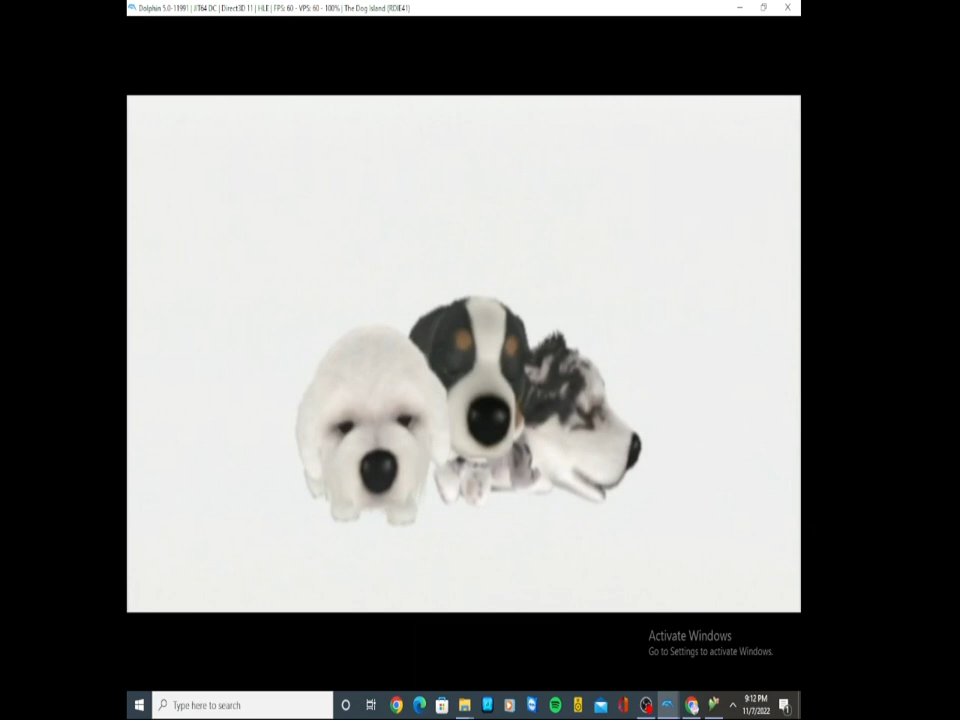 Dolphin 5.0-11991 | JIT64 DC | Direct3D 11 | HLE | FPS: 60 - VPS: 60 - 100% | The Dog Island (RDIE41)
Activate Windows
Go to Settings to activate Windows.
Type here to search
9:12 PM
11/7/2022
1